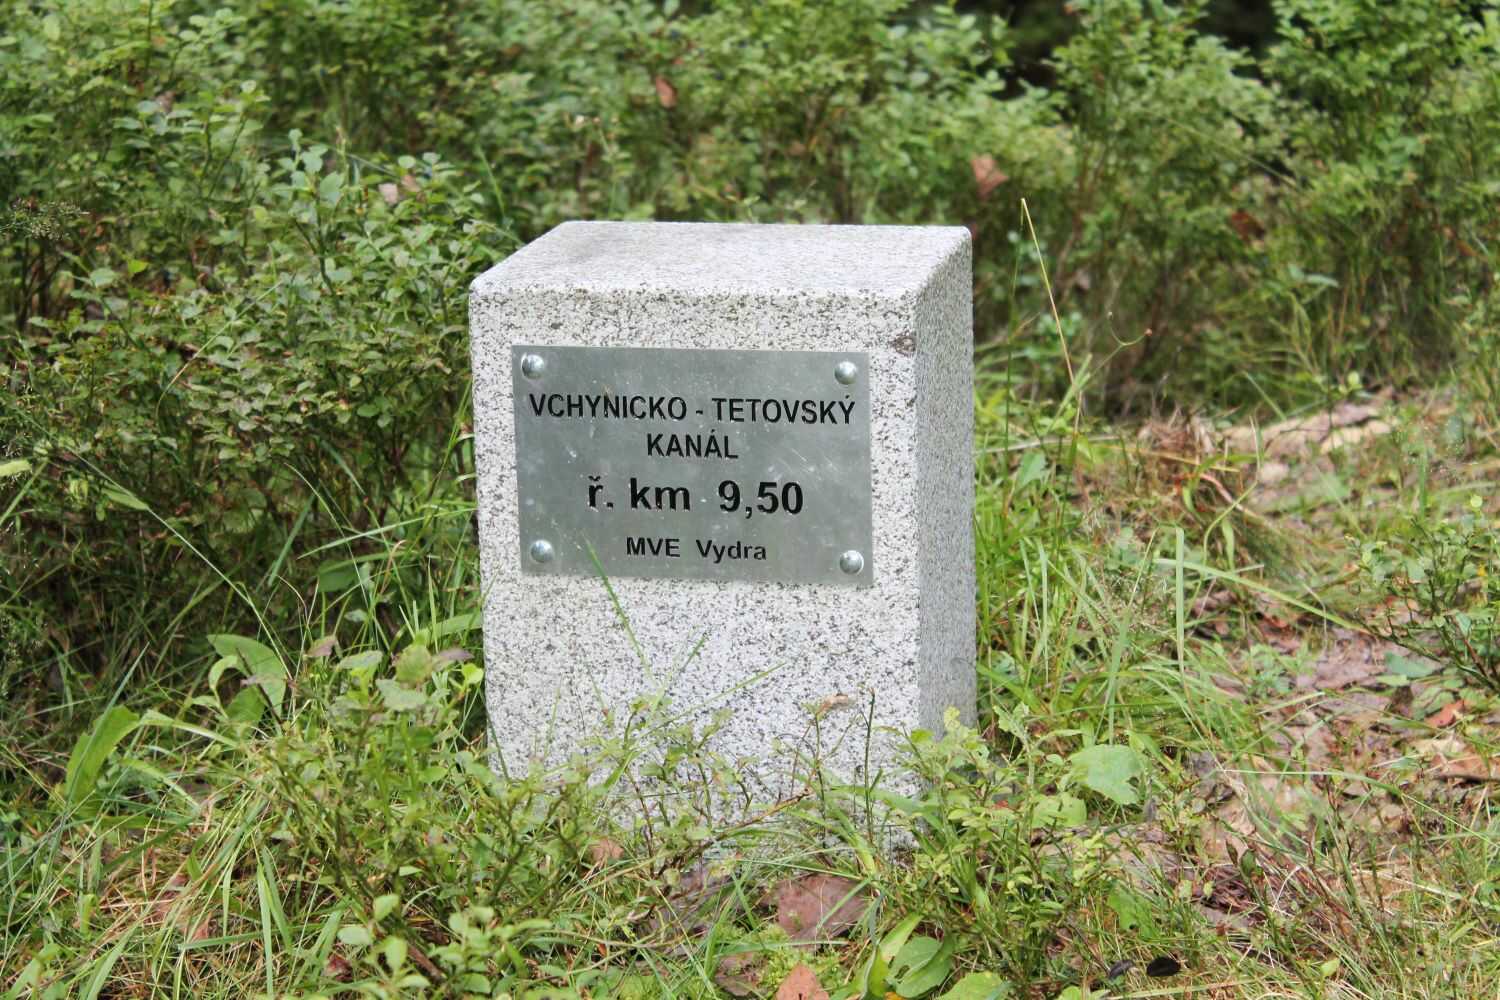 VCHYNICKO - TETOVSKÝ
KANÁL
ř. km 9,50
MVE Vydra